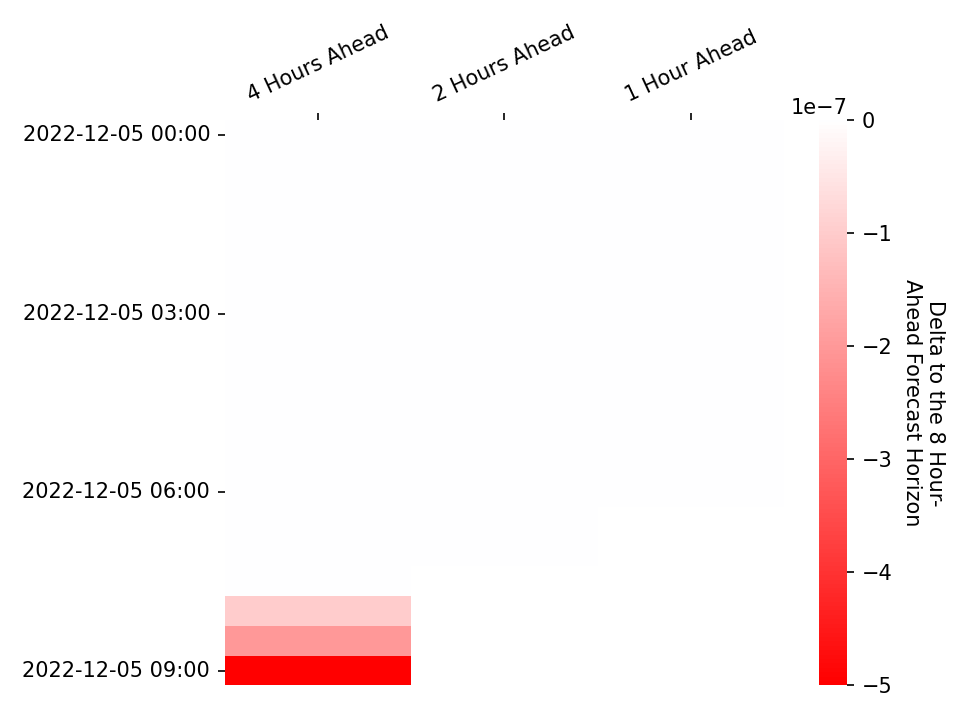 4 Hours Ahead
2 Hours Ahead
1 Hour Ahead
1e−7
2022-12-05 00:00
2022-12-05 03:00
2022-12-05 06:00
2022-12-05 09:00
0
−1
−2
−3
−4
−5
Delta to the 8 Hour-
Ahead Forecast Horizon